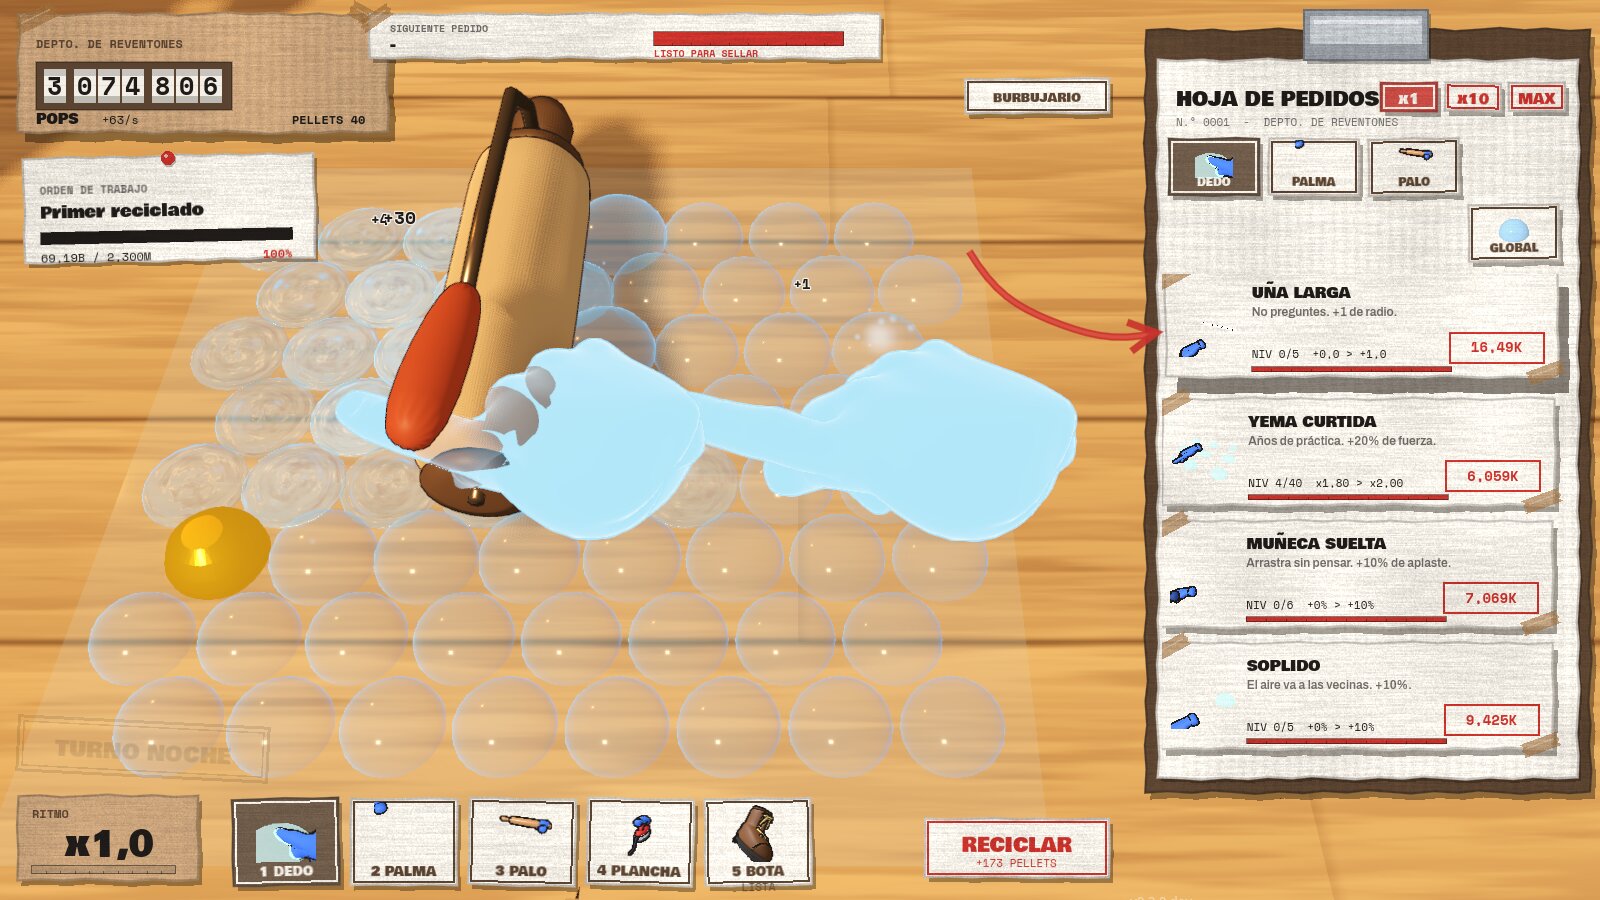 DEPTO. DE REVENTONES
3 074 806
POPS +63/s PELLETS 40
SIGUIENTE PEDIDO
-
LISTO PARA SELLAR
ORDEN DE TRABAJO
Primer reciclado
69,19B / 2,300M 100%
+30
+1
BURBUJARIO
HOJA DE PEDIDOS
x1 x10 MAX
N.° 0001 - DEPTO. DE REVENTONES
DEDO PALMA PALO
GLOBAL
UÑA LARGA
No preguntes. +1 de radio.
NIV 0/5 +0,0 > +1,0
16,49K
YEMA CURTIDA
Años de práctica. +20% de fuerza.
NIV 4/40 x1,80 > x2,00
6,059K
MUÑECA SUELTA
Arrastra sin pensar. +10% de aplaste.
NIV 0/6 +0% > +10%
7,069K
SOPLIDO
El aire va a las vecinas. +10%.
NIV 0/5 +0% > +10%
9,425K
TURNO NOCHE
RITMO
x1,0
1 DEDO
2 PALMA
3 PALO
4 PLANCHA
5 BOTA
LISTA
RECICLAR
+173 PELLETS